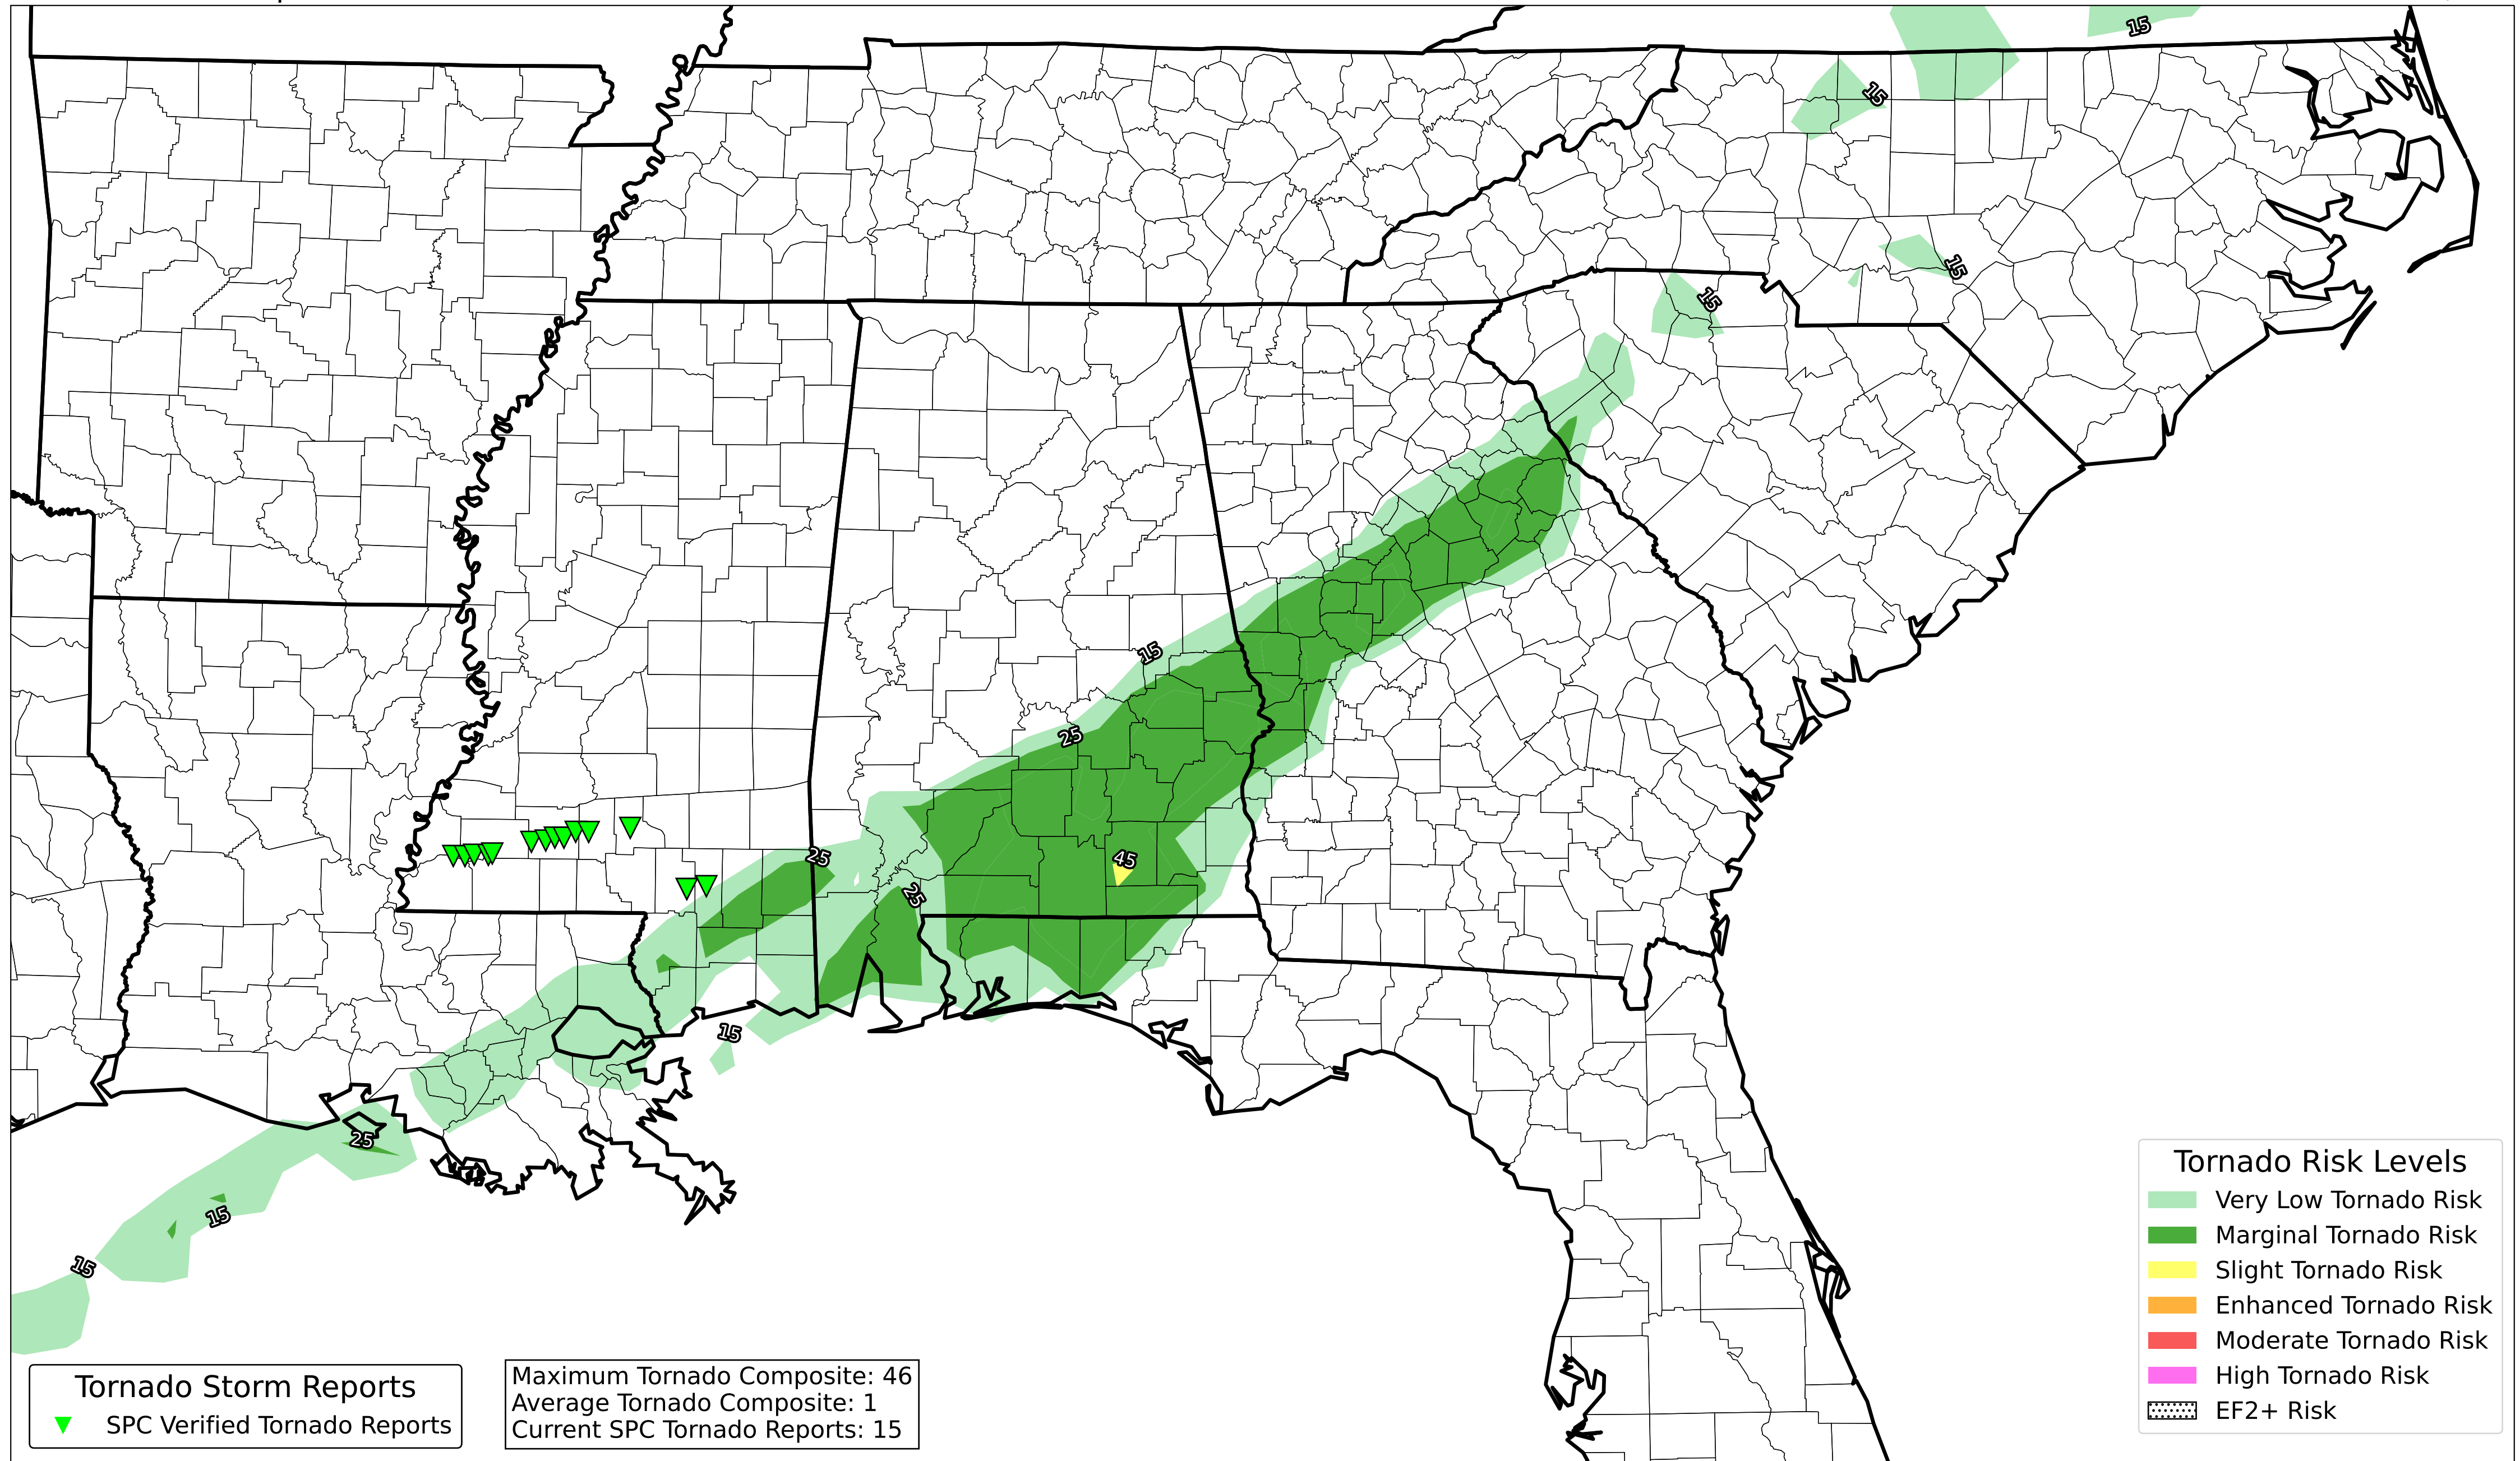 15
15
15
15
15
25
25
45
25
15
25
15
15
Tornado Risk Levels
Very Low Tornado Risk
Marginal Tornado Risk
Slight Tornado Risk
Enhanced Tornado Risk
Moderate Tornado Risk
High Tornado Risk
EF2+ Risk
Tornado Storm Reports
SPC Verified Tornado Reports
Maximum Tornado Composite: 46
Average Tornado Composite: 1
Current SPC Tornado Reports: 15